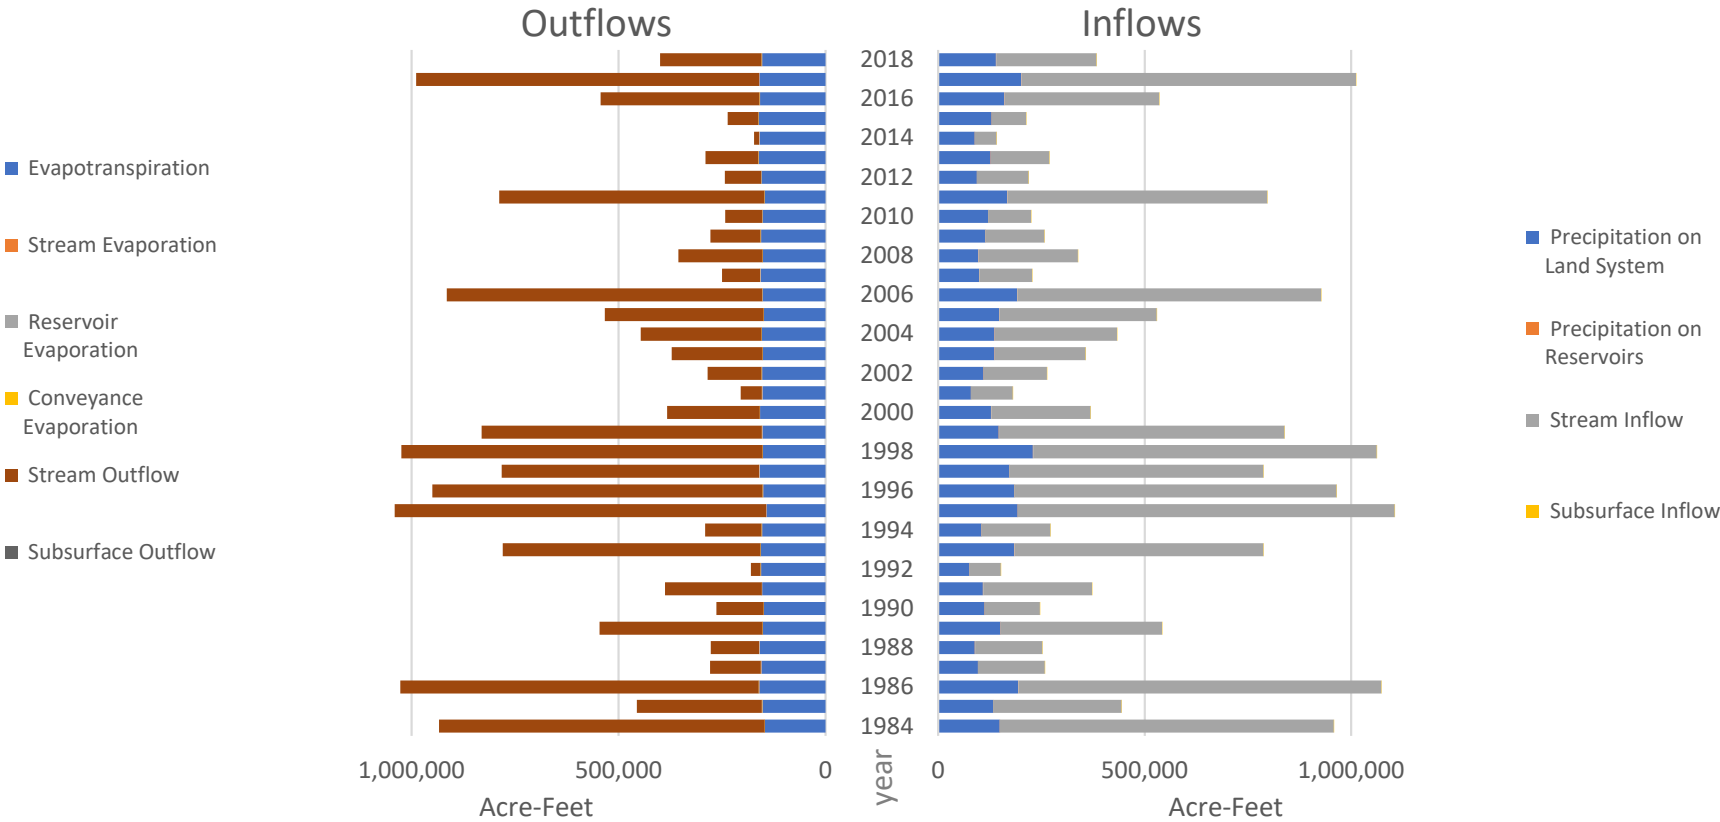 Outflows
Inflows
Evapotranspiration
Stream Evaporation
Reservoir
Evaporation
Conveyance
Evaporation
Stream Outflow
Subsurface Outflow
2018
2016
2014
2012
2010
2008
2006
2004
2002
2000
1998
1996
1994
1992
1990
1988
1986
1984
Precipitation on
Land System
Precipitation on
Reservoirs
Stream Inflow
Subsurface Inflow
1,000,000
500,000
0
year
0
500,000
1,000,000
Acre-Feet
Acre-Feet